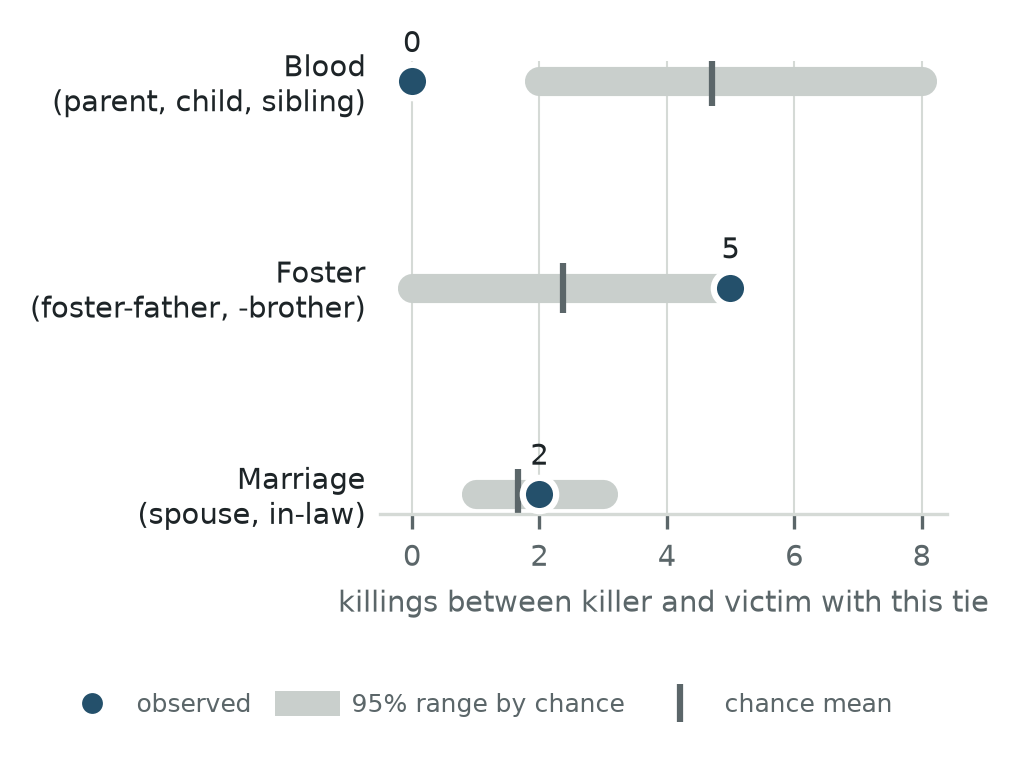 0
Blood
(parent, child, sibling)
5
Foster
(foster-father, -brother)
2
Marriage
(spouse, in-law)
0 2 4 6 8
killings between killer and victim with this tie
observed 95% range by chance chance mean